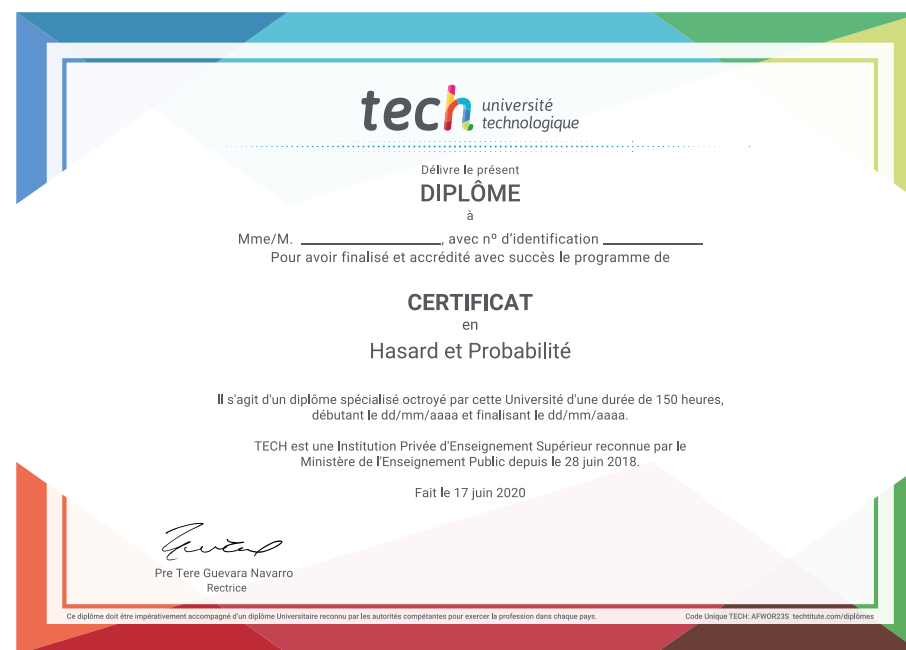 tech université
technologique
Délivre le présent
DIPLÔME
à
Mme/M. ____________________, avec nº d’identification ______________
Pour avoir finalisé et accrédité avec succès le programme de
CERTIFICAT
en
Hasard et Probabilité
Il s'agit d'un diplôme spécialisé octroyé par cette Université d'une durée de 150 heures,
débutant le dd/mm/aaaa et finalisant le dd/mm/aaaa.
TECH est une Institution Privée d'Enseignement Supérieur reconnue par le
Ministère de l'Enseignement Public depuis le 28 juin 2018.
Fait le 17 juin 2020
Pre Tere Guevara Navarro
Rectrice
Ce diplôme doit être impérativement accompagné d'un diplôme Universitaire reconnu par les autorités compétantes pour exercer la profession dans chaque pays.
Code Unique TECH: AFWOR23S techtitute.com/diplômes